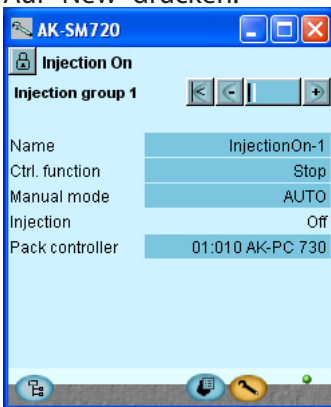 Auf "New" drücken.
AK-SM720
Injection On
Injection group 1
Name InjectionOn-1
Ctrl. function Stop
Manual mode AUTO
Injection Off
Pack controller 01:010 AK-PC 730